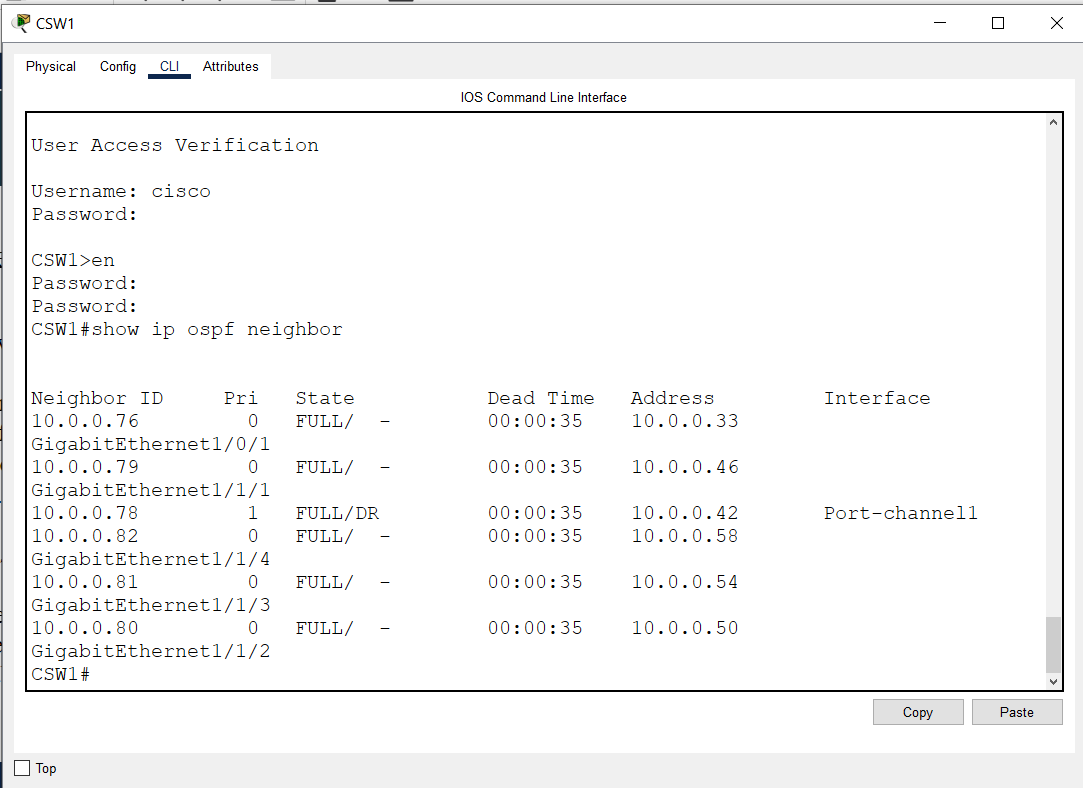 CSW1
Physical Config CLI Attributes
IOS Command Line Interface
User Access Verification
Username: cisco
Password:
CSW1>en
Password:
Password:
CSW1#show ip ospf neighbor
Neighbor ID     Pri   State           Dead Time   Address         Interface
10.0.0.76         0   FULL/  -        00:00:35    10.0.0.33
GigabitEthernet1/0/1
10.0.0.79         0   FULL/  -        00:00:35    10.0.0.46
GigabitEthernet1/1/1
10.0.0.78         1   FULL/DR         00:00:35    10.0.0.42       Port-channel1
10.0.0.82         0   FULL/  -        00:00:35    10.0.0.58
GigabitEthernet1/1/4
10.0.0.81         0   FULL/  -        00:00:35    10.0.0.54
GigabitEthernet1/1/3
10.0.0.80         0   FULL/  -        00:00:35    10.0.0.50
GigabitEthernet1/1/2
CSW1#
Copy Paste
Top